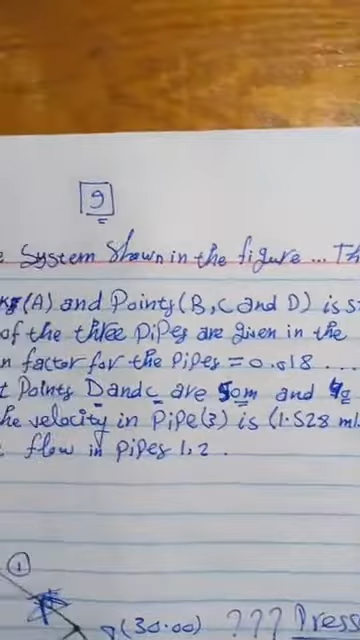 9
e System Shown in the figure ... Th
ks(A) and Points (B, C and D) is s
of the three Pipes are given in the
n factor for the Pipes = 0.018 ....
t Points D and C are 50m and
he velocity in Pipe (3) is (1.528 m/.
flow in Pipes 1, 2 .
1
(30.00) ??? Press